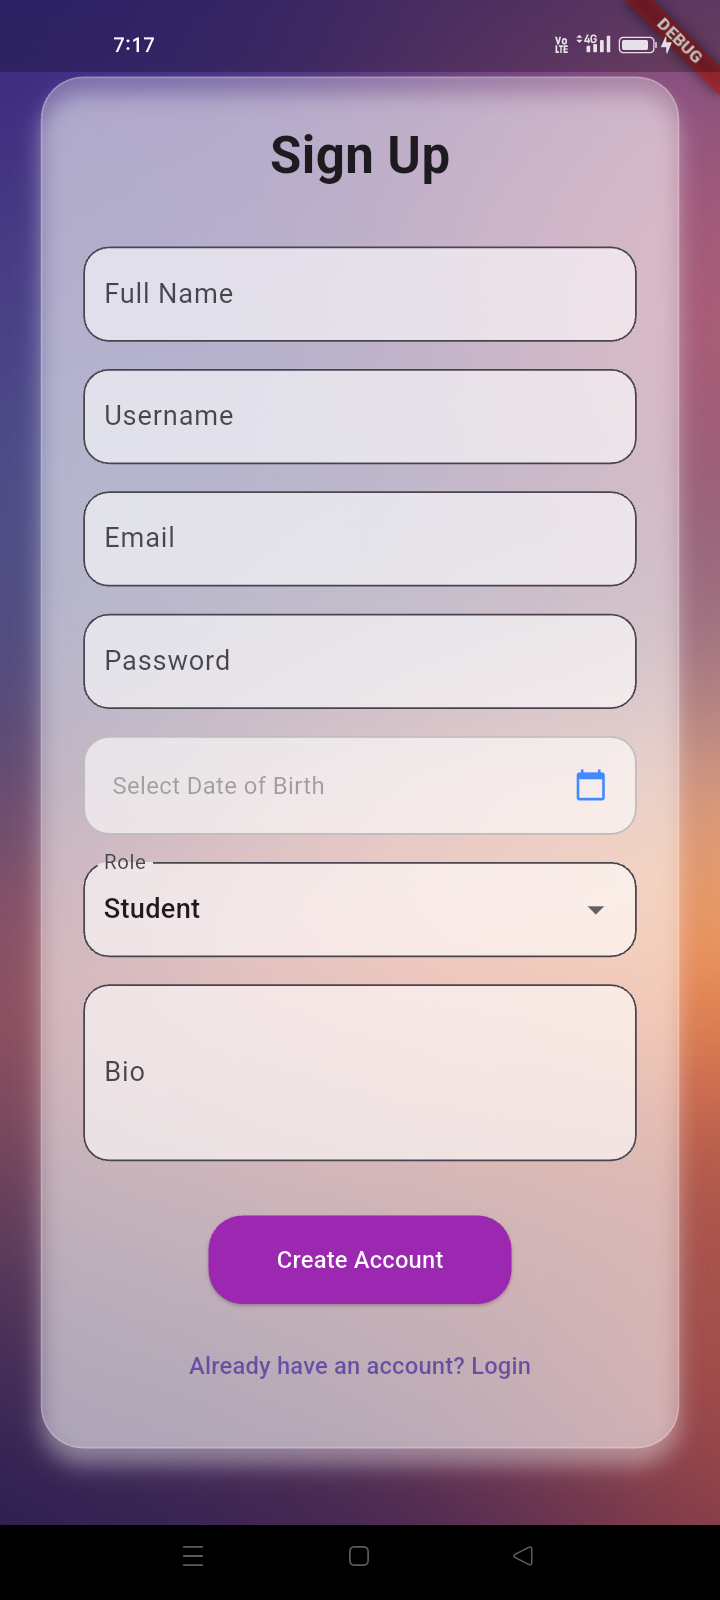 7:17
Vo
LTE
4G
DEBUG
Sign Up
Full Name
Username
Email
Password
Select Date of Birth
Role
Student
Bio
Create Account
Already have an account? Login